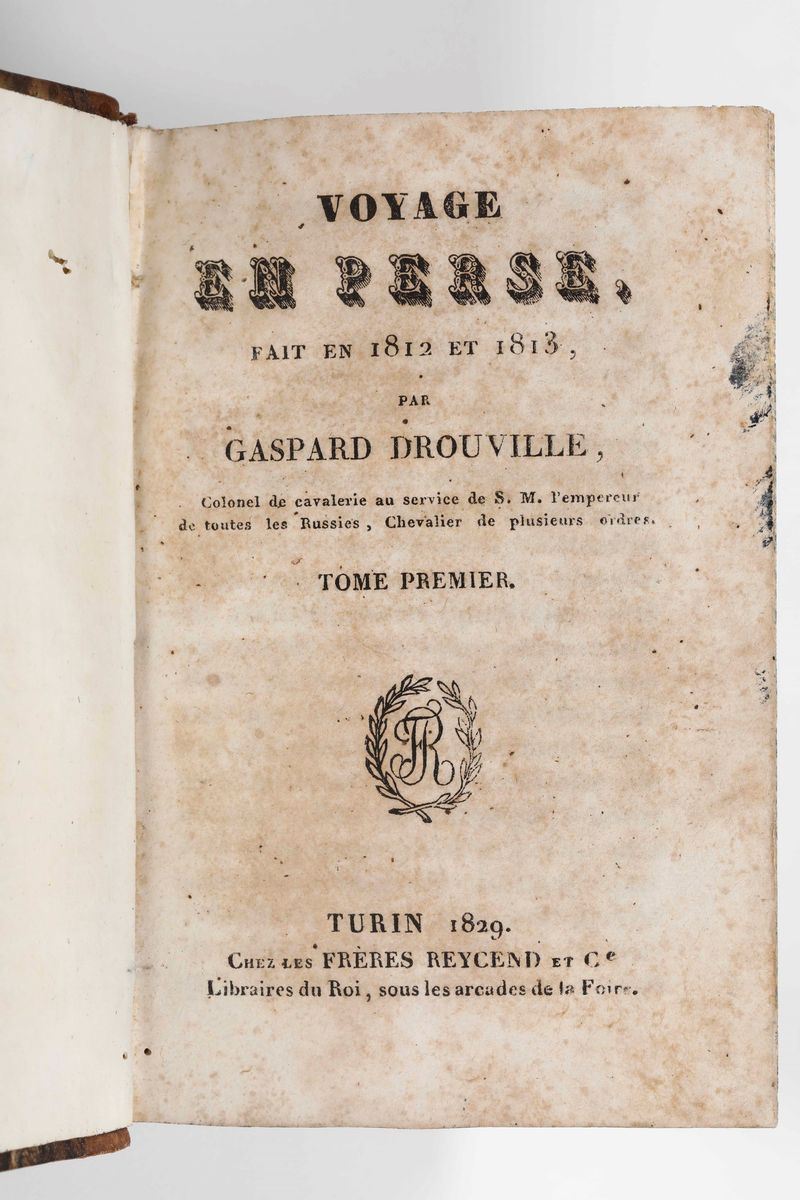 VOYAGE
EN PERSE,
FAIT EN 1812 ET 1813,
PAR
GASPARD DROUVILLE,
Colonel de cavalerie au service de S. M. l'empereur
de toutes les Russies, Chevalier de plusieurs ordres.
TOME PREMIER.
FR
TURIN 1829.
CHEZ LES FRÈRES REYCEND ET Ce
Libraires du Roi, sous les arcades de la Foire.